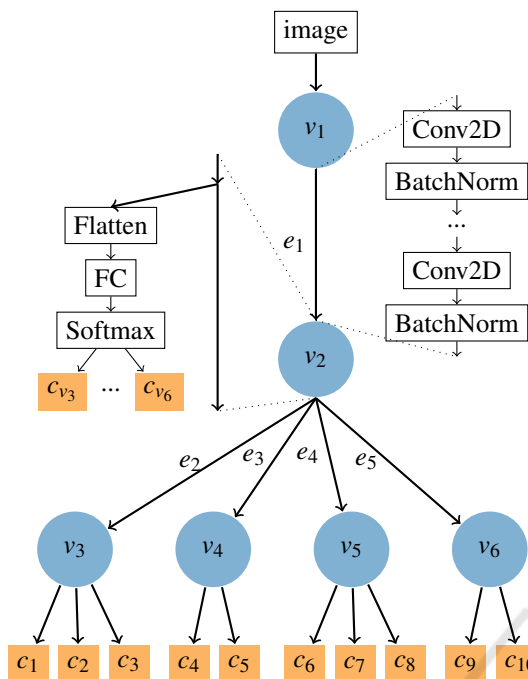 image
v1
Conv2D
BatchNorm
...
Conv2D
BatchNorm
e1
Flatten
FC
Softmax
cv3 ... cv6
v2
e2 e3 e4 e5
v3 v4 v5 v6
c1 c2 c3 c4 c5 c6 c7 c8 c9 c10